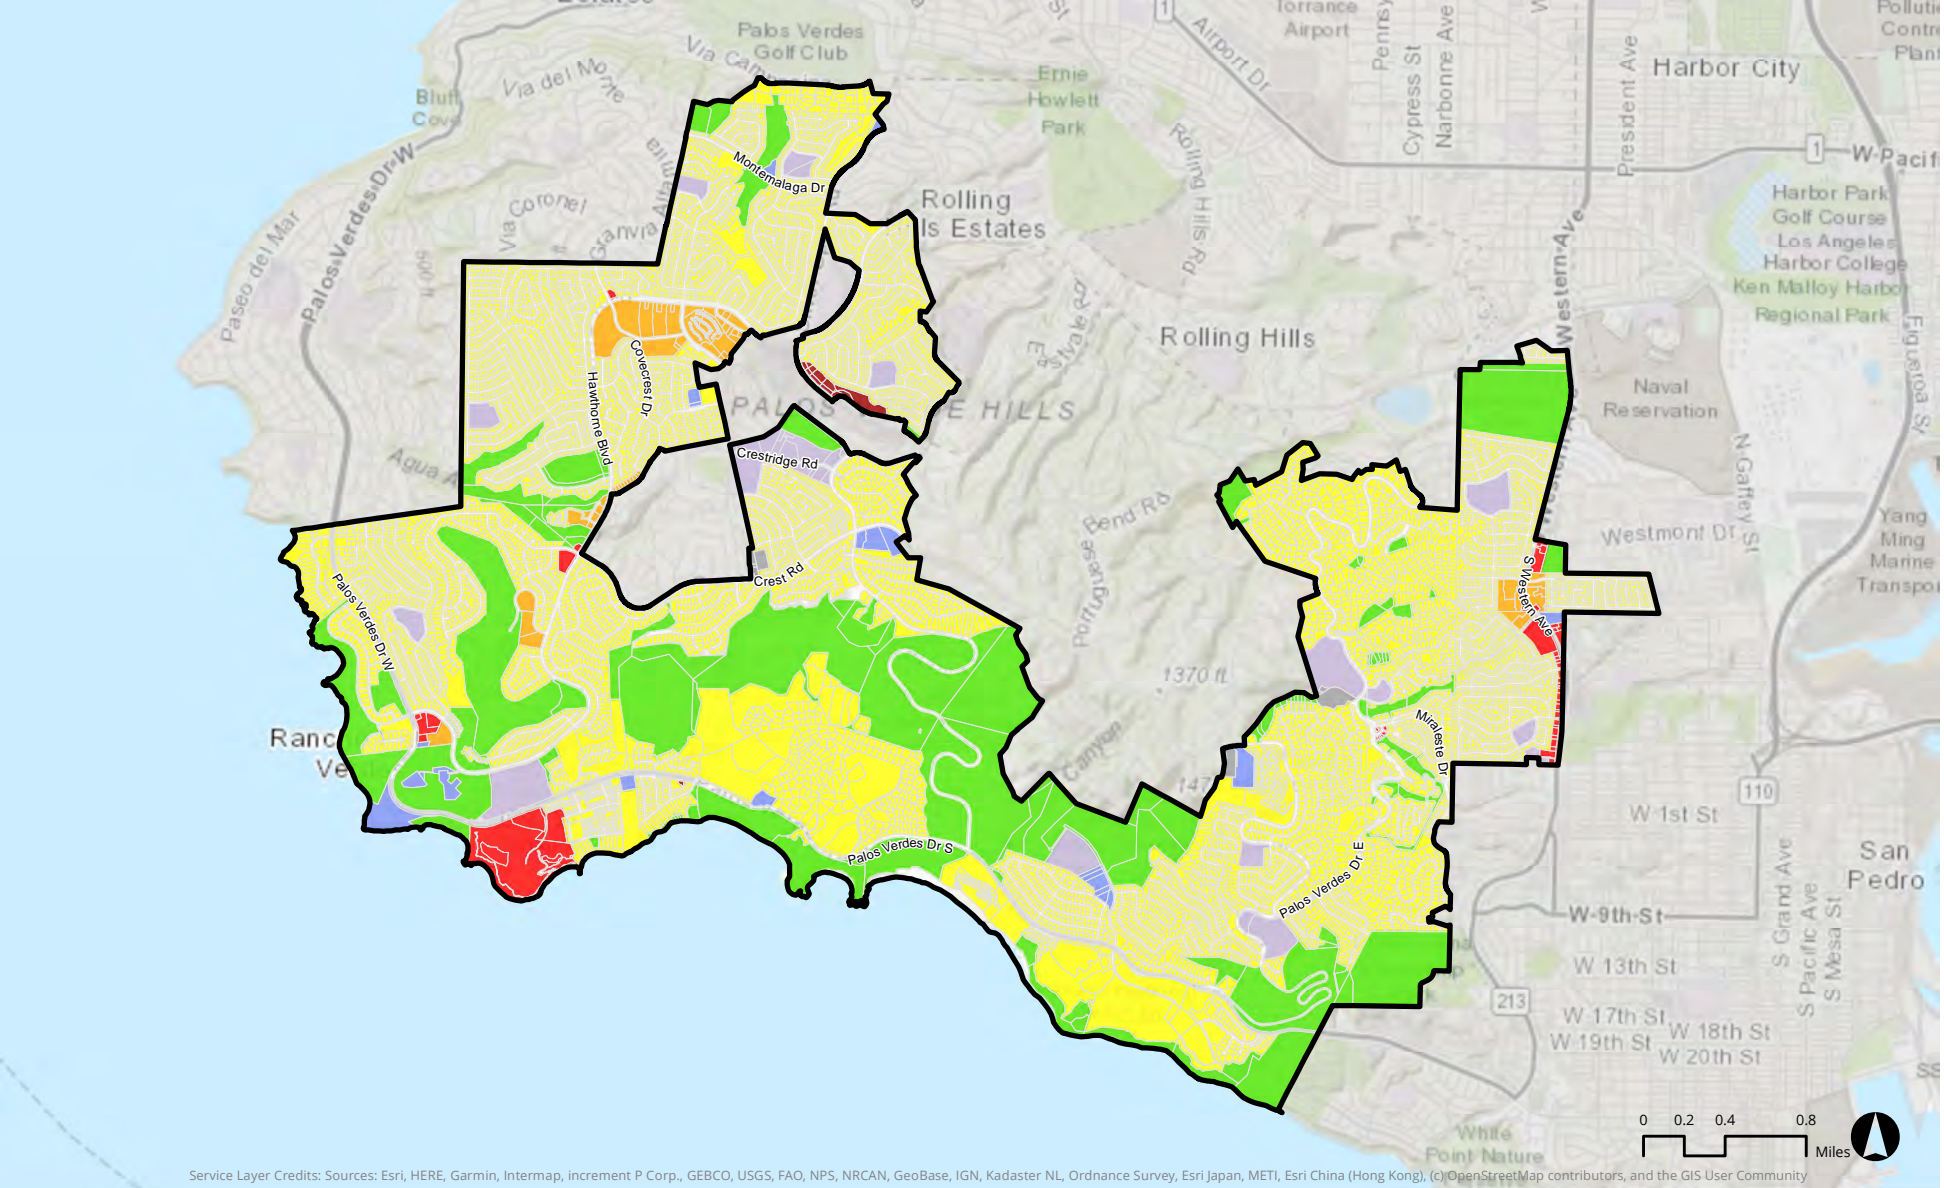 Palos Verdes
Golf Club
Via del Monte
Bluff
Cove
Ernie
Howlett
Park
1
Airport Dr
Torrance
Airport
Cypress St
Narbonne Ave
President Ave
Harbor City
1
Harbor Park
Golf Course
Los Angeles
Harbor College
Ken Malloy Harbor
Regional Park
Paseo del Mar
Palos Verdes Dr W
Via Coronel
500 ft
Montemalaga Dr
Rolling
ls Estates
Rolling Hills Rd
Western Ave
Figueroa St
Rolling Hills
Naval
Reservation
Covecrest Dr
Hawthorne Blvd
PALOS
E HILLS
Crestridge Rd
Crest Rd
Portuguese
Bend Rd
N Gaffey St
Westmont Dr
Yang
Ming
Marine
S Western Ave
Palos Verdes Dr W
1370 ft
Canyon
Miraleste Dr
110
W 1st St
San
Pedro
Palos Verdes Dr S
Palos Verdes Dr E
W 9th St
S Grand Ave
S Pacific Ave
S Mesa St
W 13th St
213
W 17th St
W 18th St
W 19th St
W 20th St
White
Point Nature
0 0.2 0.4 0.8
Miles
Service Layer Credits: Sources: Esri, HERE, Garmin, Intermap, increment P Corp., GEBCO, USGS, FAO, NPS, NRCAN, GeoBase, IGN, Kadaster NL, Ordnance Survey, Esri Japan, METI, Esri China (Hong Kong), (c) OpenStreetMap contributors, and the GIS User Community